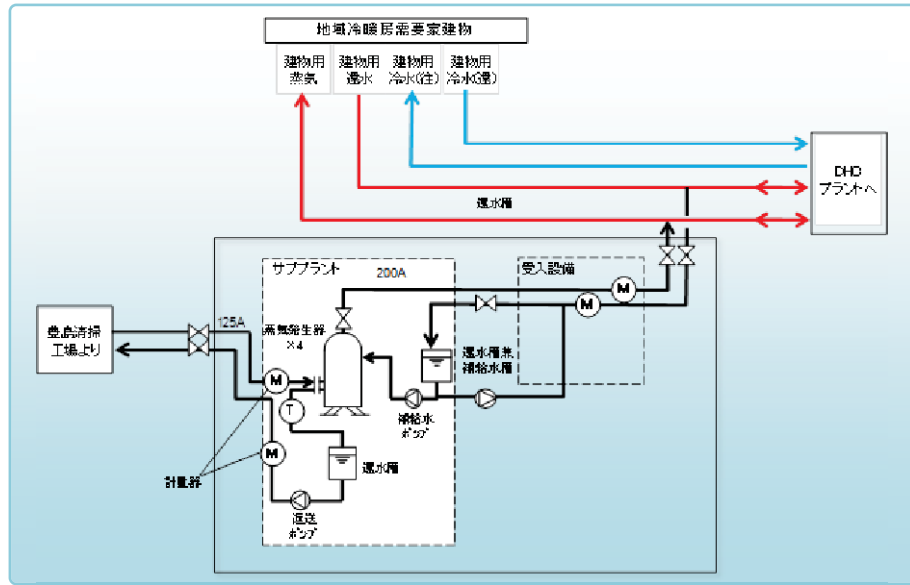 地域冷暖房需要家建物
建物用
蒸気
建物用
還水
建物用
冷水(往)
建物用
冷水(還)
DHC
プラントへ
還水槽
サブプラント
200A
受入設備
豊島清掃
工場より
125A
蒸気発生器
×4
M
M
還水槽兼
補給水槽
M
T
補給水
ポンプ
M
還水槽
計量器
返送
ポンプ